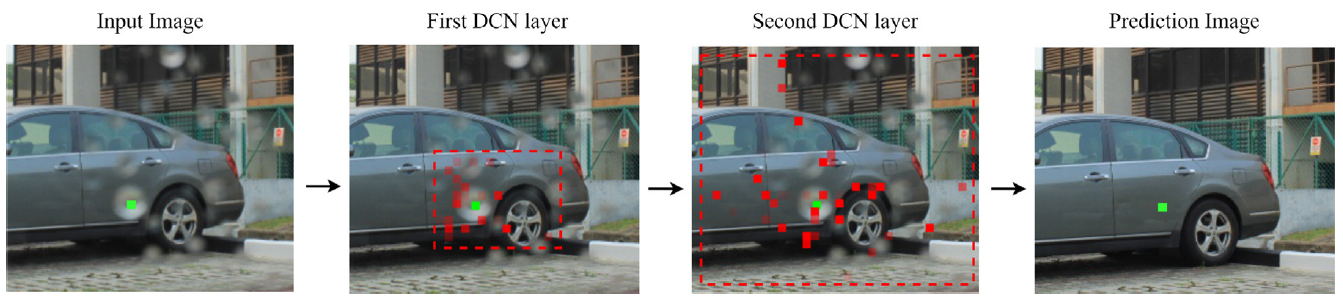 Input Image
First DCN layer
Second DCN layer
Prediction Image